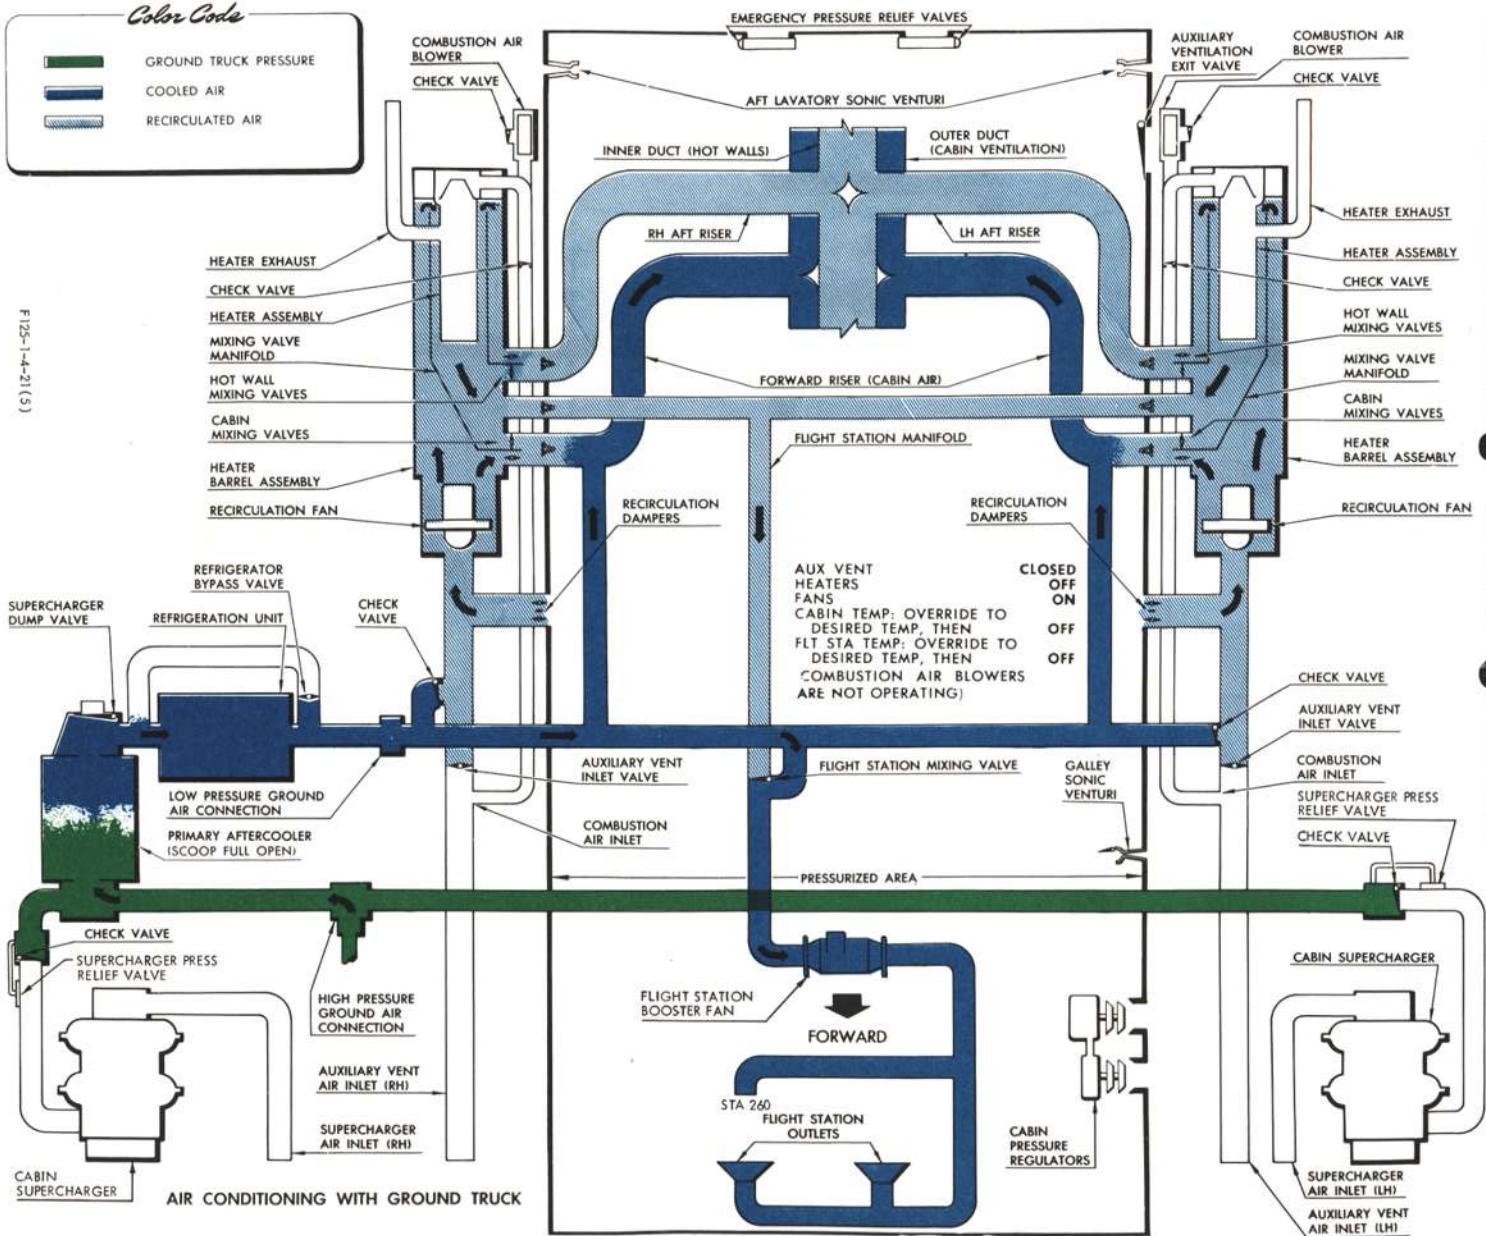 Color Code
GROUND TRUCK PRESSURE
COOLED AIR
RECIRCULATED AIR
F125-1-4-21(5)
EMERGENCY PRESSURE RELIEF VALVES
COMBUSTION AIR
BLOWER
CHECK VALVE
AUXILIARY
VENTILATION
EXIT VALVE
COMBUSTION AIR
BLOWER
CHECK VALVE
AFT LAVATORY SONIC VENTURI
INNER DUCT (HOT WALLS)
OUTER DUCT
(CABIN VENTILATION)
RH AFT RISER
LH AFT RISER
HEATER EXHAUST
CHECK VALVE
HEATER ASSEMBLY
MIXING VALVE
MANIFOLD
HOT WALL
MIXING VALVES
CABIN
MIXING VALVES
HEATER
BARREL ASSEMBLY
RECIRCULATION FAN
HEATER EXHAUST
HEATER ASSEMBLY
CHECK VALVE
HOT WALL
MIXING VALVES
MIXING VALVE
MANIFOLD
CABIN
MIXING VALVES
HEATER
BARREL ASSEMBLY
RECIRCULATION FAN
FORWARD RISER (CABIN AIR)
FLIGHT STATION MANIFOLD
RECIRCULATION
DAMPERS
RECIRCULATION
DAMPERS
AUX VENT CLOSED
HEATERS OFF
FANS ON
CABIN TEMP: OVERRIDE TO
DESIRED TEMP, THEN OFF
FLT STA TEMP: OVERRIDE TO
DESIRED TEMP, THEN OFF
COMBUSTION AIR BLOWERS
ARE NOT OPERATING)
REFRIGERATOR
BYPASS VALVE
SUPERCHARGER
DUMP VALVE
REFRIGERATION UNIT
CHECK
VALVE
CHECK VALVE
AUXILIARY VENT
INLET VALVE
COMBUSTION
AIR INLET
SUPERCHARGER PRESS
RELIEF VALVE
CHECK VALVE
AUXILIARY VENT
INLET VALVE
FLIGHT STATION MIXING VALVE
GALLEY
SONIC
VENTURI
LOW PRESSURE GROUND
AIR CONNECTION
COMBUSTION
AIR INLET
PRIMARY AFTERCOOLER
(SCOOP FULL OPEN)
PRESSURIZED AREA
CHECK VALVE
SUPERCHARGER PRESS
RELIEF VALVE
HIGH PRESSURE
GROUND AIR
CONNECTION
FLIGHT STATION
BOOSTER FAN
FORWARD
CABIN SUPERCHARGER
AUXILIARY VENT
AIR INLET (RH)
SUPERCHARGER
AIR INLET (RH)
STA 260
FLIGHT STATION
OUTLETS
CABIN
PRESSURE
REGULATORS
CABIN
SUPERCHARGER
SUPERCHARGER
AIR INLET (LH)
AUXILIARY VENT
AIR INLET (LH)
AIR CONDITIONING WITH GROUND TRUCK